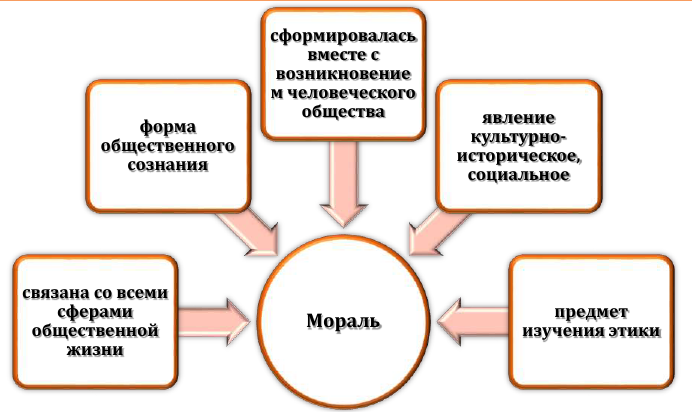 сформировалась
вместе с
возникновение
м человеческого
общества
форма
общественного
сознания
явление
культурно-
историческое,
социальное
связана со всеми
сферами
общественной
жизни
Мораль
предмет
изучения этики